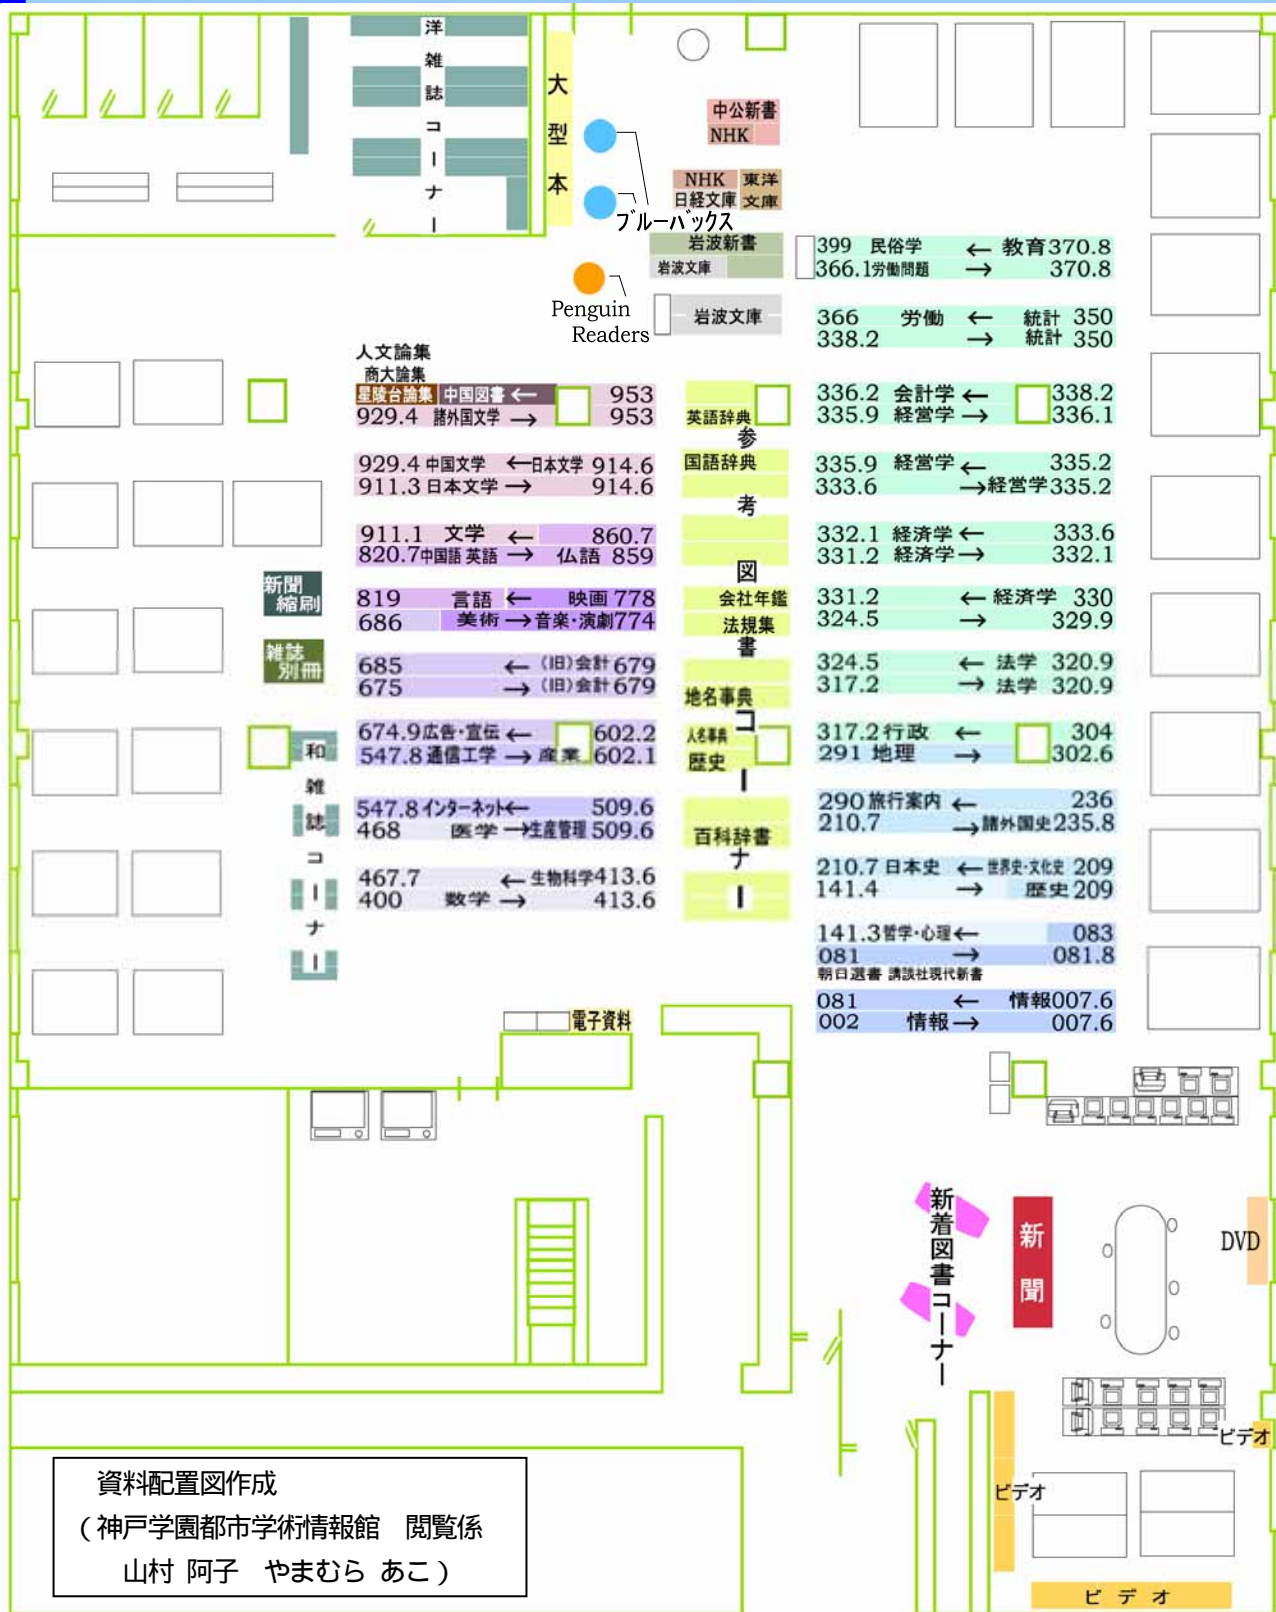 洋雑誌コーナー
大型本
中公新書
NHK
NHK 東洋
日経文庫 文庫
ブルーバックス
岩波新書
岩波文庫
岩波文庫
Penguin
Readers
399 民俗学 ← 教育370.8
366.1労働問題 → 370.8
366 労働 ← 統計 350
338.2 → 統計 350
人文論集
商大論集
星陵台論集 中国図書 ← 953
929.4 諸外国文学 → 953
929.4 中国文学 ←日本文学 914.6
911.3 日本文学 → 914.6
911.1 文学 ← 860.7
820.7中国語 英語 → 仏語 859
819 言語 ← 映画 778
686 美術 → 音楽・演劇774
685 ← (旧)会計 679
675 → (旧)会計 679
674.9広告・宣伝 ← 602.2
547.8通信工学 → 産業 602.1
547.8インターネット← 509.6
468 医学 →生産管理 509.6
467.7 ← 生物科学413.6
400 数学 → 413.6
新聞
縮刷
雑誌
別冊
和雑誌コーナー
参考図書コーナー
英語辞典
国語辞典
会社年鑑
法規集
地名事典
人名事典
歴史
百科辞書
336.2 会計学 ← 338.2
335.9 経営学 → 336.1
335.9 経営学 ← 335.2
333.6 →経営学335.2
332.1 経済学 ← 333.6
331.2 経済学→ 332.1
331.2 ← 経済学 330
324.5 → 329.9
324.5 ← 法学 320.9
317.2 → 法学 320.9
317.2行政 ← 304
291 地理 → 302.6
290旅行案内 ← 236
210.7 →諸外国史235.8
210.7 日本史 ← 世界史・文化史 209
141.4 → 歴史209
141.3哲学・心理← 083
081 → 081.8
朝日選書 講談社現代新書
081 ← 情報007.6
002 情報→ 007.6
電子資料
新着図書コーナー
新聞
DVD
ビデオ
ビデオ
ビデオ
資料配置図作成
(神戸学園都市学術情報館 閲覧係
山村 阿子 やまむら あこ)